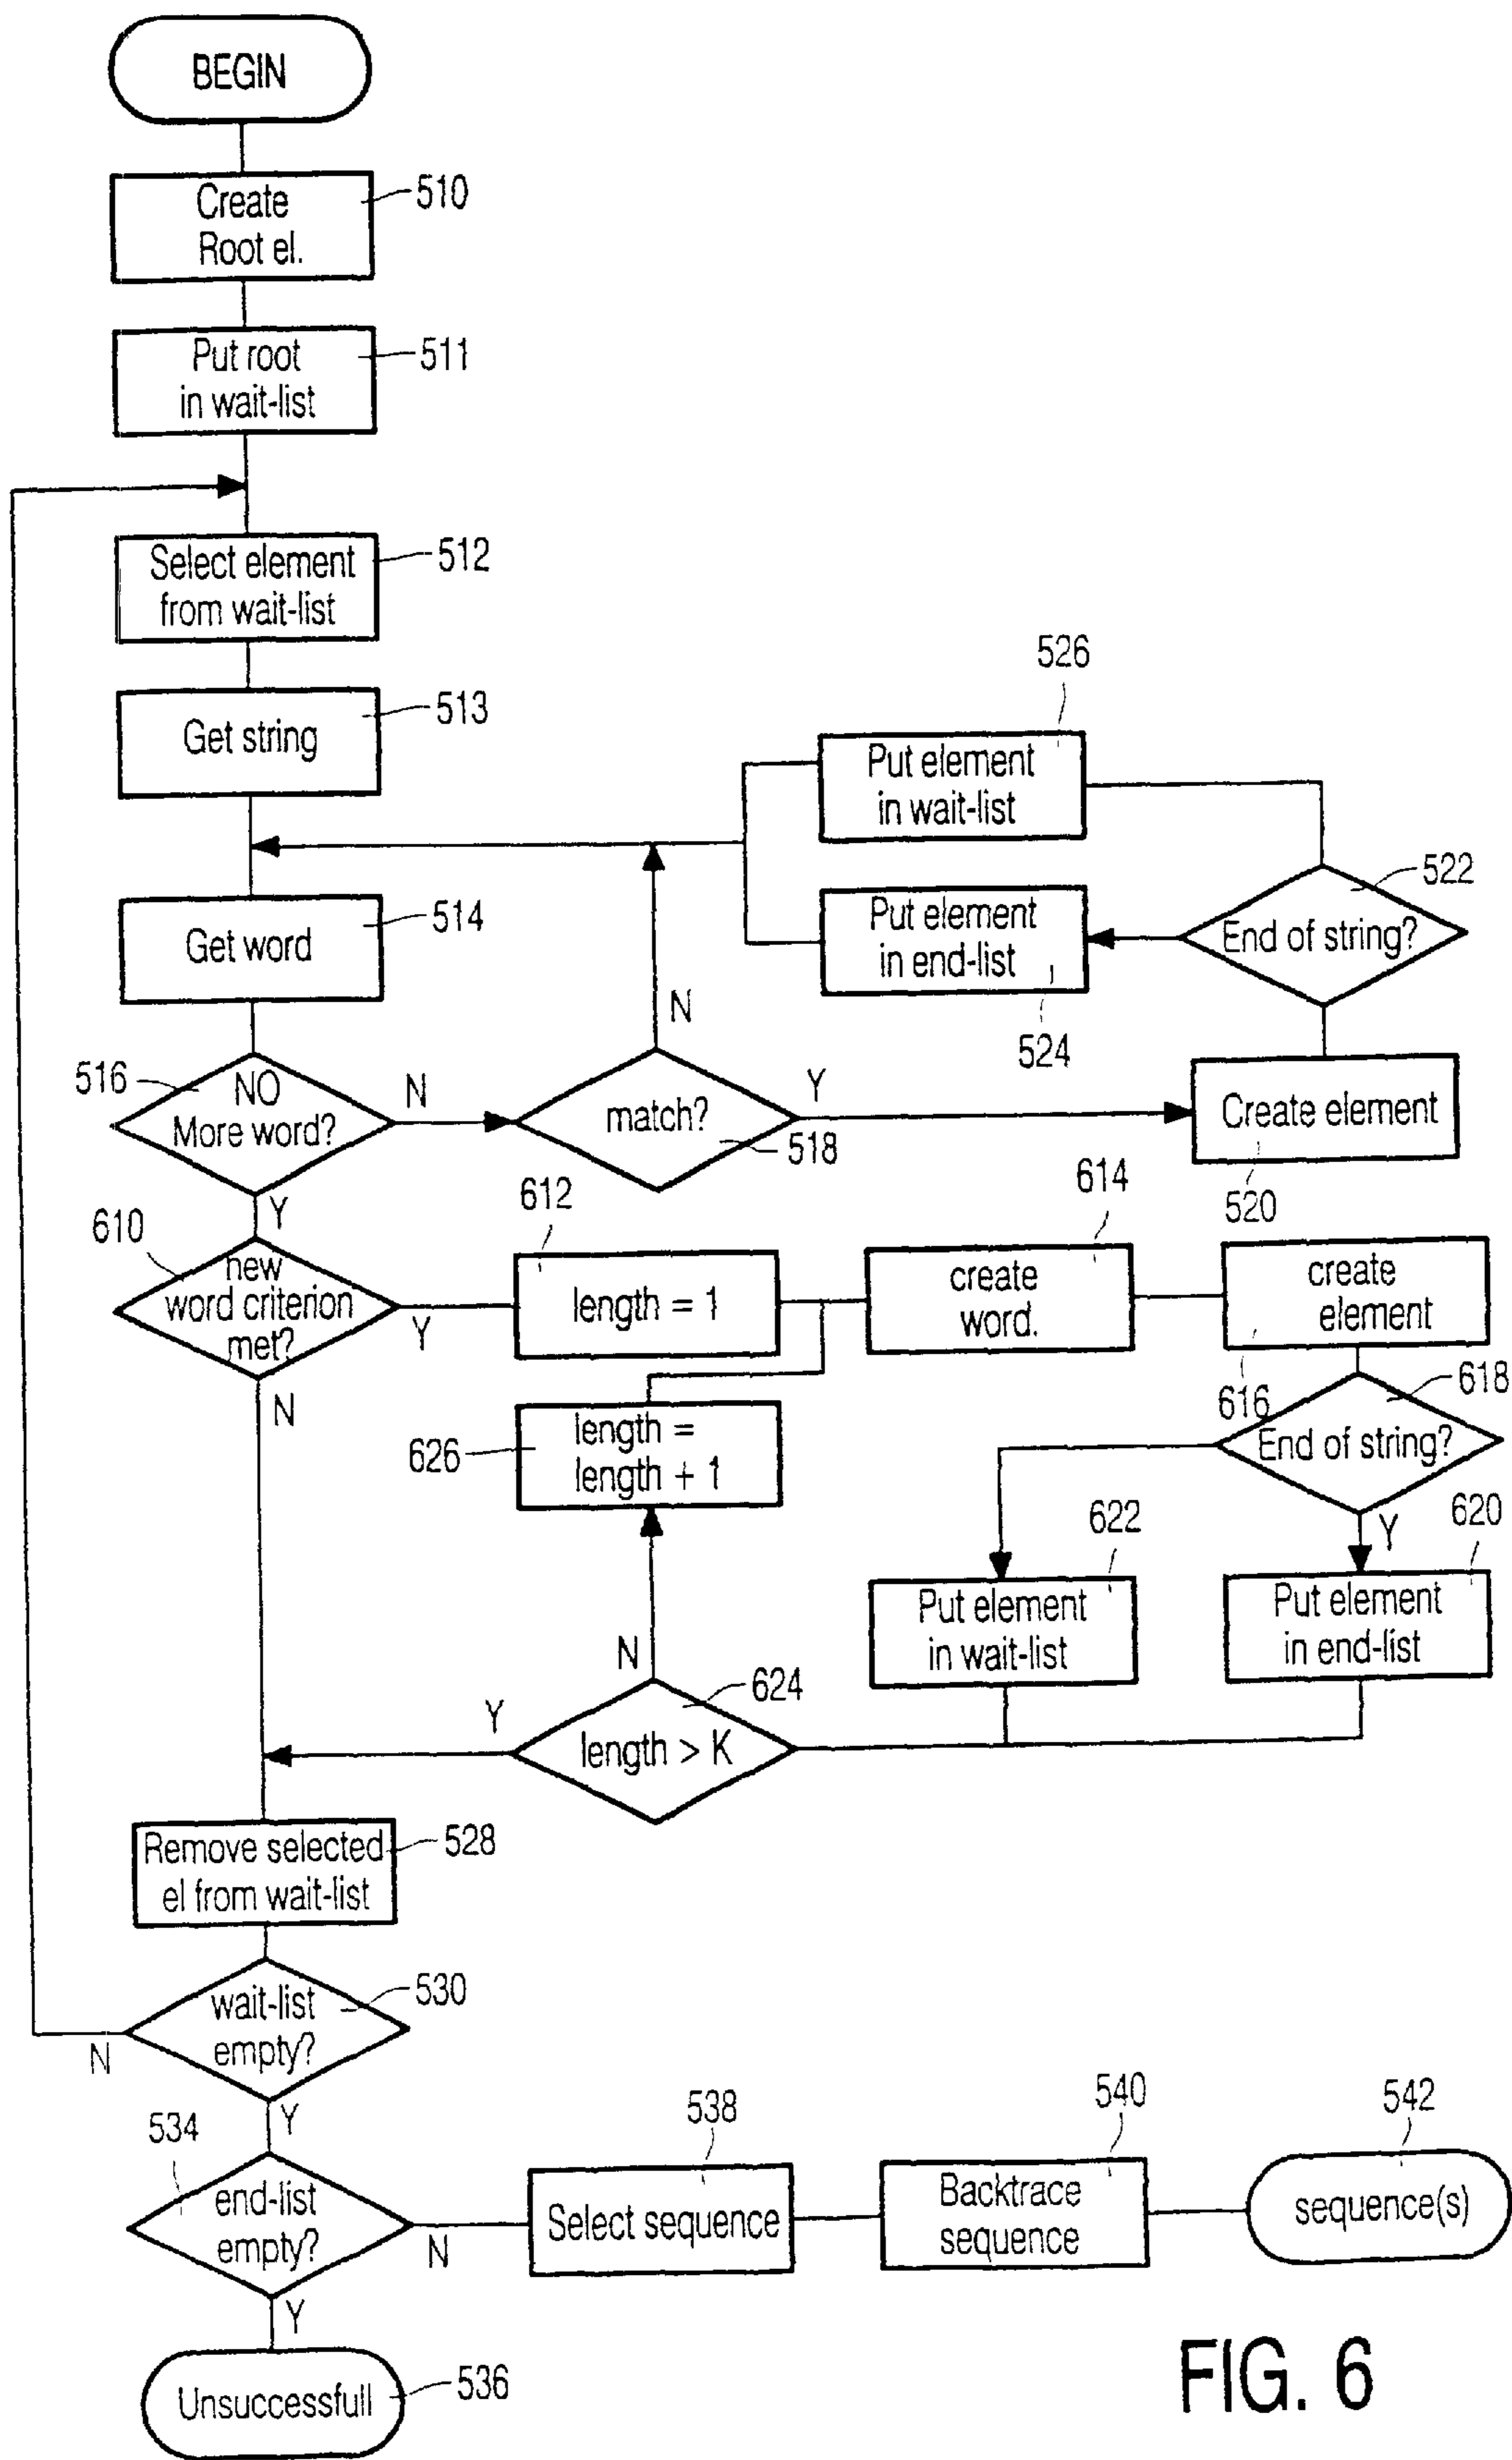 BEGIN
Create
Root el.
510
Put root
in wait-list
511
Select element
from wait-list
512
Get string
513
526
Put element
in wait-list
522
End of string?
Put element
in end-list
524
Get word
514
516
NO
More word?
N
match?
518
N
Y
Create element
520
Y
610
new
word criterion
met?
Y
N
612
length = 1
614
create
word.
create
element
616
618
End of string?
626
length =
length + 1
622
Put element
in wait-list
Y
620
Put element
in end-list
N
Y
624
length > K
Remove selected
el from wait-list
528
wait-list
empty?
530
N
Y
534
end-list
empty?
N
538
Select sequence
540
Backtrace
sequence
542
sequence(s)
Y
Unsuccessfull
536
FIG. 6